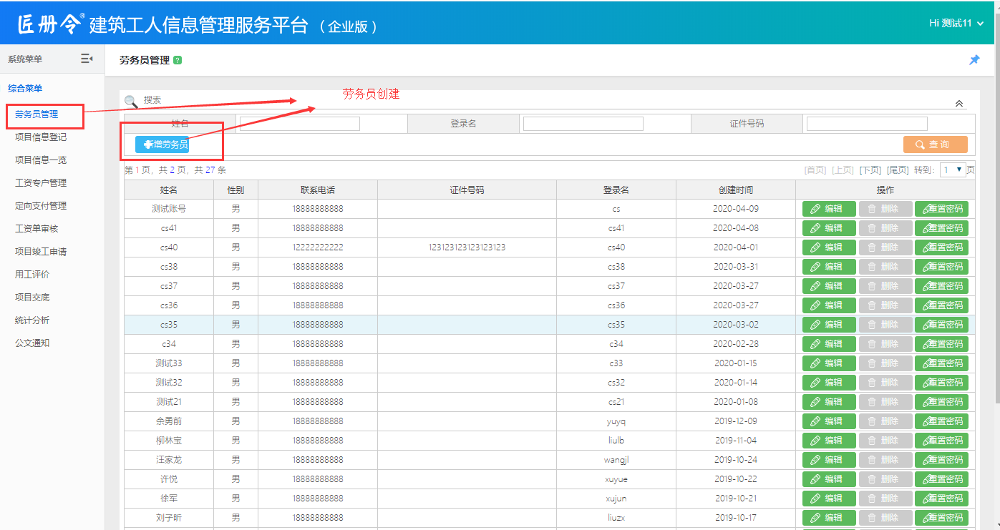 匠册令® 建筑工人信息管理服务平台（企业版）
Hi 测试11
系统菜单
劳务员管理 ?
综合菜单
劳务员管理
项目信息登记
项目信息一览
工资专户管理
定向支付管理
工资单审核
项目竣工申请
用工评价
项目交底
统计分析
公文通知
搜索
劳务员创建
姓名 登录名 证件号码
新增劳务员 查询
第 1 页，共 2 页，共 27 条 [首页] [上页] [下页] [尾页] 转到： 1 页
姓名 性别 联系电话 证件号码 登录名 创建时间 操作
测试账号 男 18888888888 cs 2020-04-09 编辑 删除 重置密码
cs41 男 18888888888 cs41 2020-04-08 编辑 删除 重置密码
cs40 男 12222222222 123123123123123123 cs40 2020-04-01 编辑 删除 重置密码
cs38 男 18888888888 cs38 2020-03-31 编辑 删除 重置密码
cs37 男 18888888888 cs37 2020-03-27 编辑 删除 重置密码
cs36 男 18888888888 cs36 2020-03-27 编辑 删除 重置密码
cs35 男 18888888888 cs35 2020-03-02 编辑 删除 重置密码
c34 男 18888888888 c34 2020-02-28 编辑 删除 重置密码
测试33 男 18888888888 c33 2020-01-15 编辑 删除 重置密码
测试32 男 18888888888 cs32 2020-01-14 编辑 删除 重置密码
测试21 男 18888888888 cs21 2020-01-08 编辑 删除 重置密码
余勇前 男 18888888888 yuyq 2019-12-09 编辑 删除 重置密码
柳林宝 男 18888888888 liulb 2019-11-04 编辑 删除 重置密码
汪家龙 男 18888888888 wangjl 2019-10-24 编辑 删除 重置密码
许悦 男 18888888888 xuyue 2019-10-22 编辑 删除 重置密码
徐军 男 18888888888 xujun 2019-10-21 编辑 删除 重置密码
刘子昕 男 18888888888 liuzx 2019-10-17 编辑 删除 重置密码